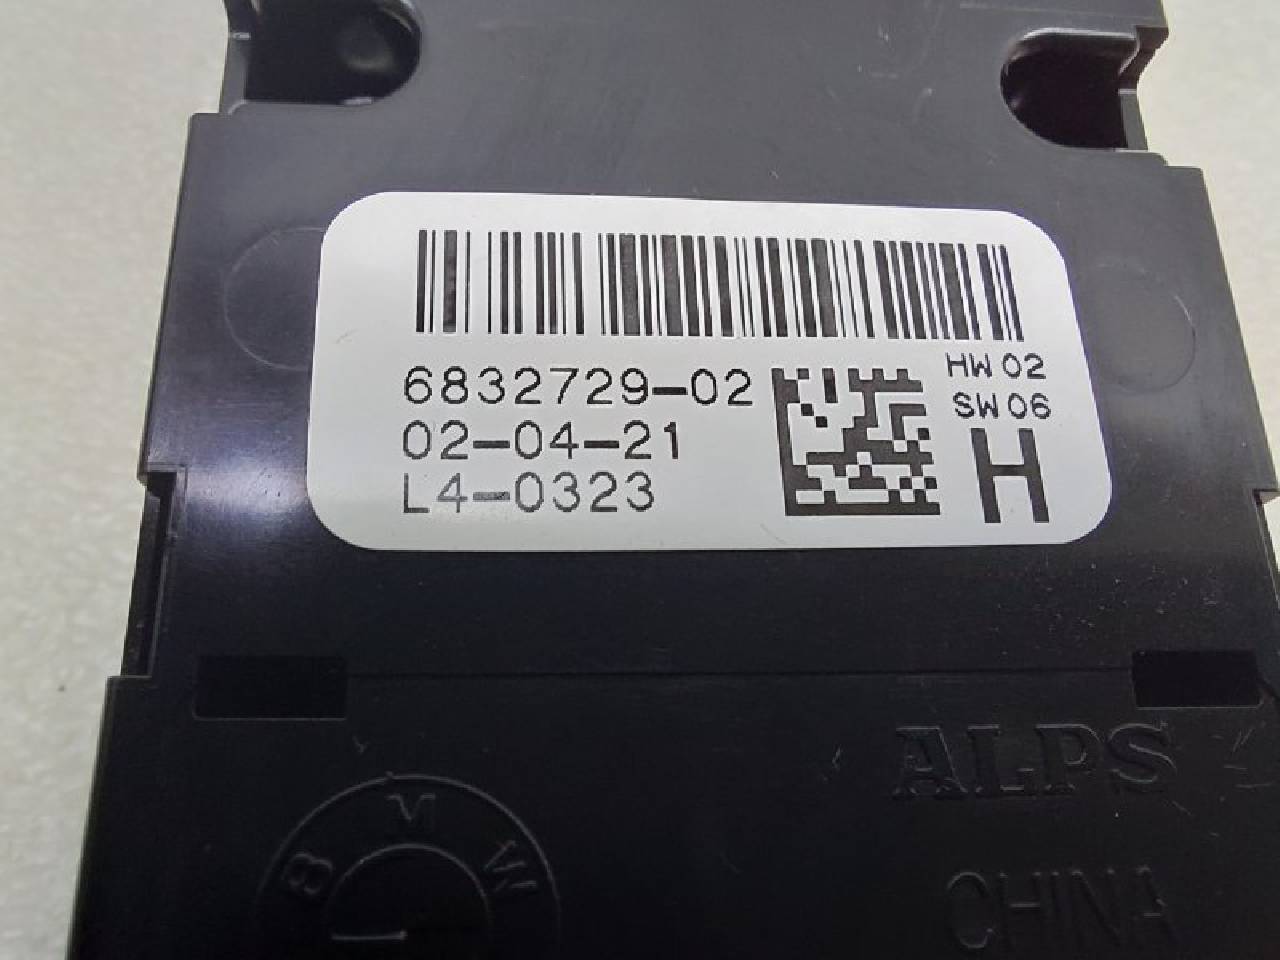 6832729-02
02-04-21
L4-0323
HW 02
SW 06
H
ALPS
CHINA
BMW